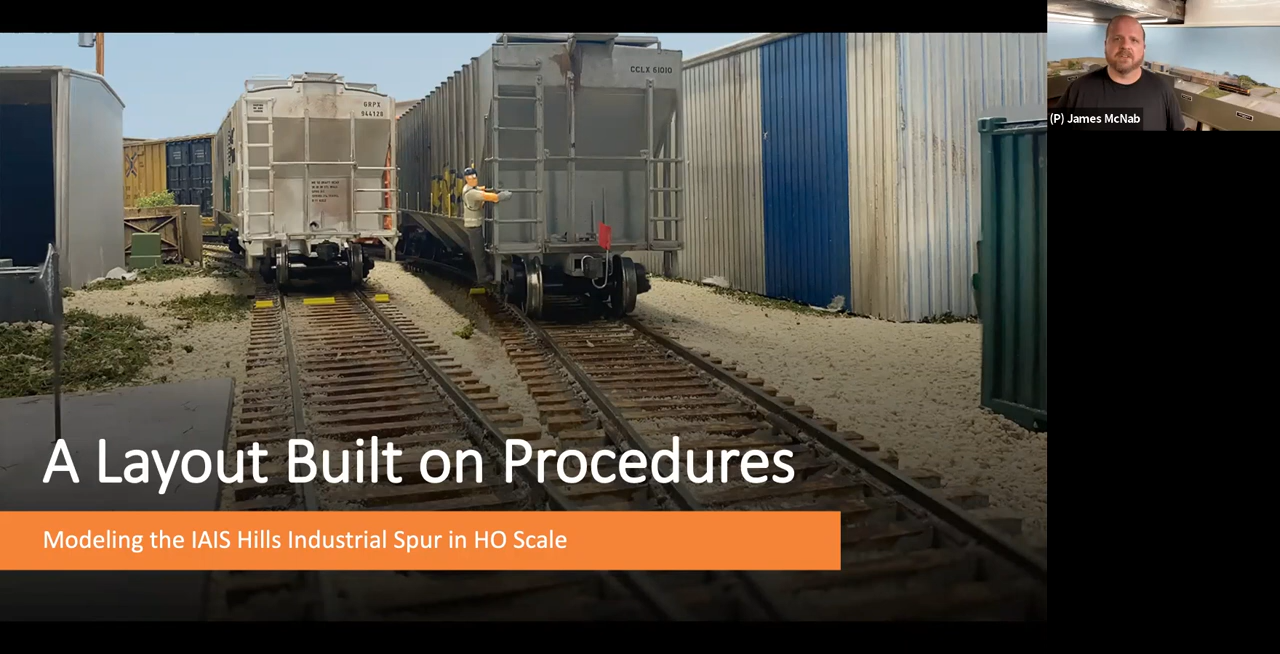 GRPX
944128
CCLX 61010
(P) James McNab
A Layout Built on Procedures
Modeling the IAIS Hills Industrial Spur in HO Scale